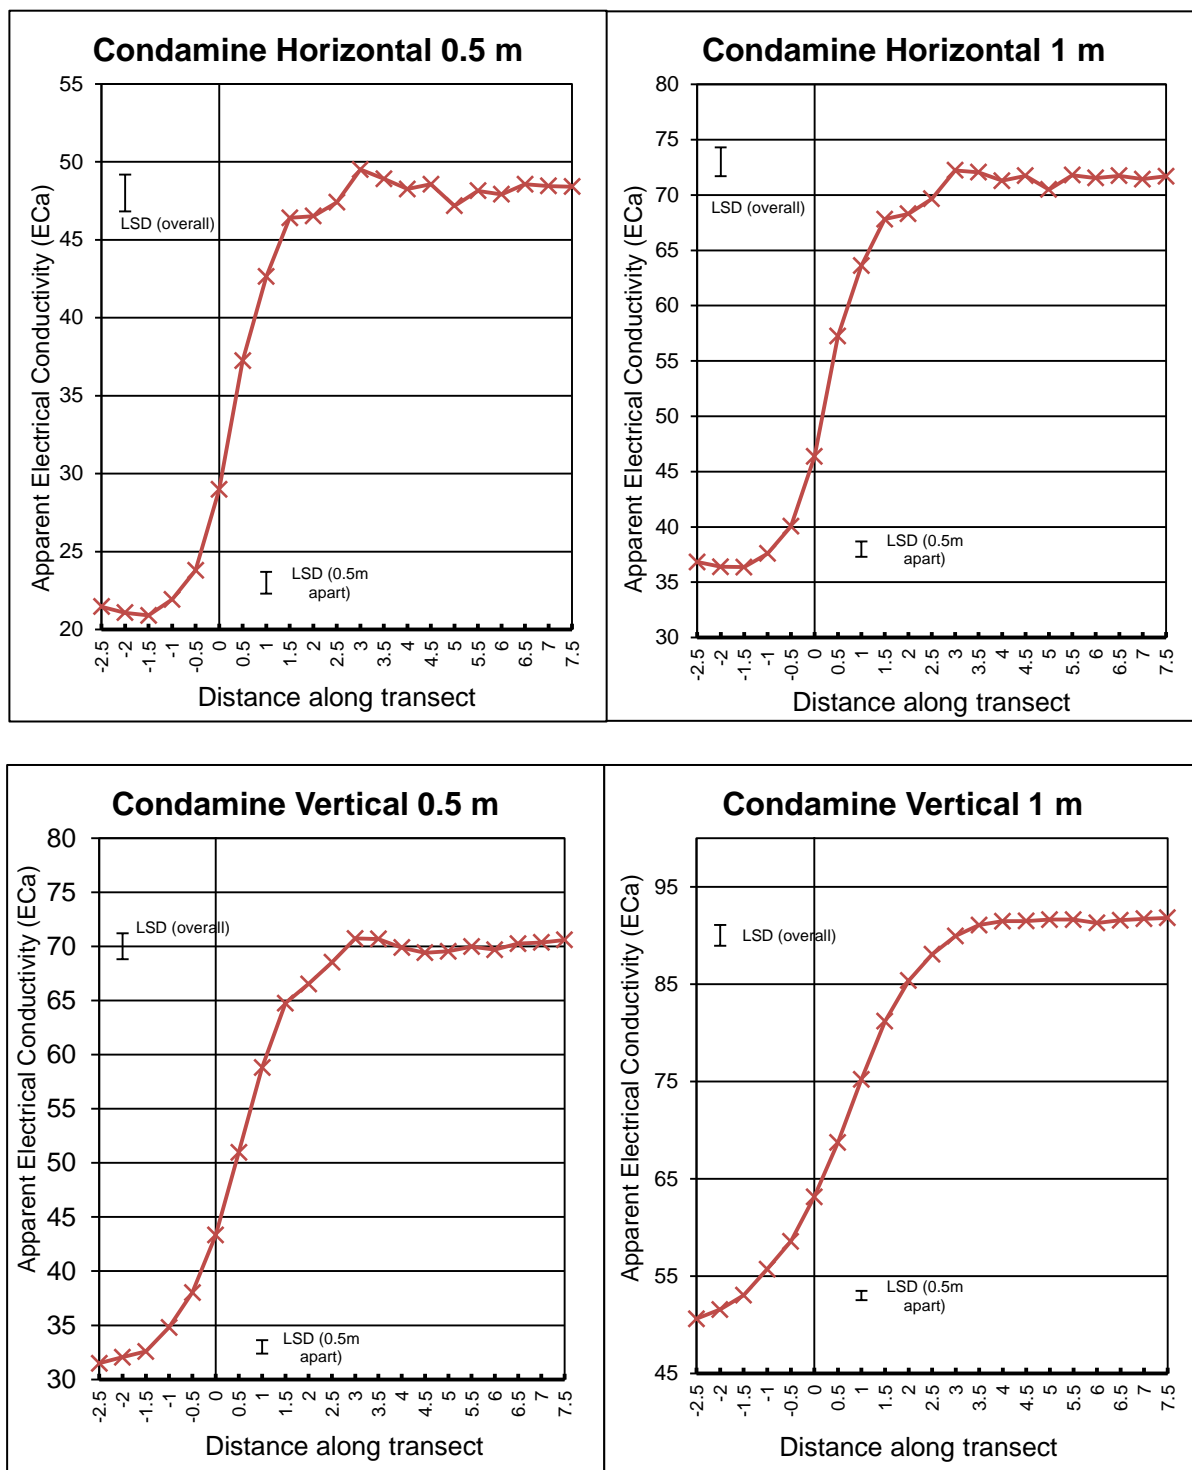 Condamine Horizontal 0.5 m
Apparent Electrical Conductivity (ECa)
55
50
45
40
35
30
25
20
LSD (overall)
LSD (0.5m
apart)
-2.5 -2 -1.5 -1 -0.5 0 0.5 1 1.5 2 2.5 3 3.5 4 4.5 5 5.5 6 6.5 7 7.5
Distance along transect
Condamine Horizontal 1 m
Apparent Electrical Conductivity (ECa)
80
75
70
65
60
55
50
45
40
35
30
LSD (overall)
LSD (0.5m
apart)
-2.5 -2 -1.5 -1 -0.5 0 0.5 1 1.5 2 2.5 3 3.5 4 4.5 5 5.5 6 6.5 7 7.5
Distance along transect
Condamine Vertical 0.5 m
Apparent Electrical Conductivity (ECa)
80
75
70
65
60
55
50
45
40
35
30
LSD (overall)
LSD (0.5m
apart)
-2.5 -2 -1.5 -1 -0.5 0 0.5 1 1.5 2 2.5 3 3.5 4 4.5 5 5.5 6 6.5 7 7.5
Distance along transect
Condamine Vertical 1 m
Apparent Electrical Conductivity (ECa)
95
85
75
65
55
45
LSD (overall)
LSD (0.5m
apart)
-2.5 -2 -1.5 -1 -0.5 0 0.5 1 1.5 2 2.5 3 3.5 4 4.5 5 5.5 6 6.5 7 7.5
Distance along transect